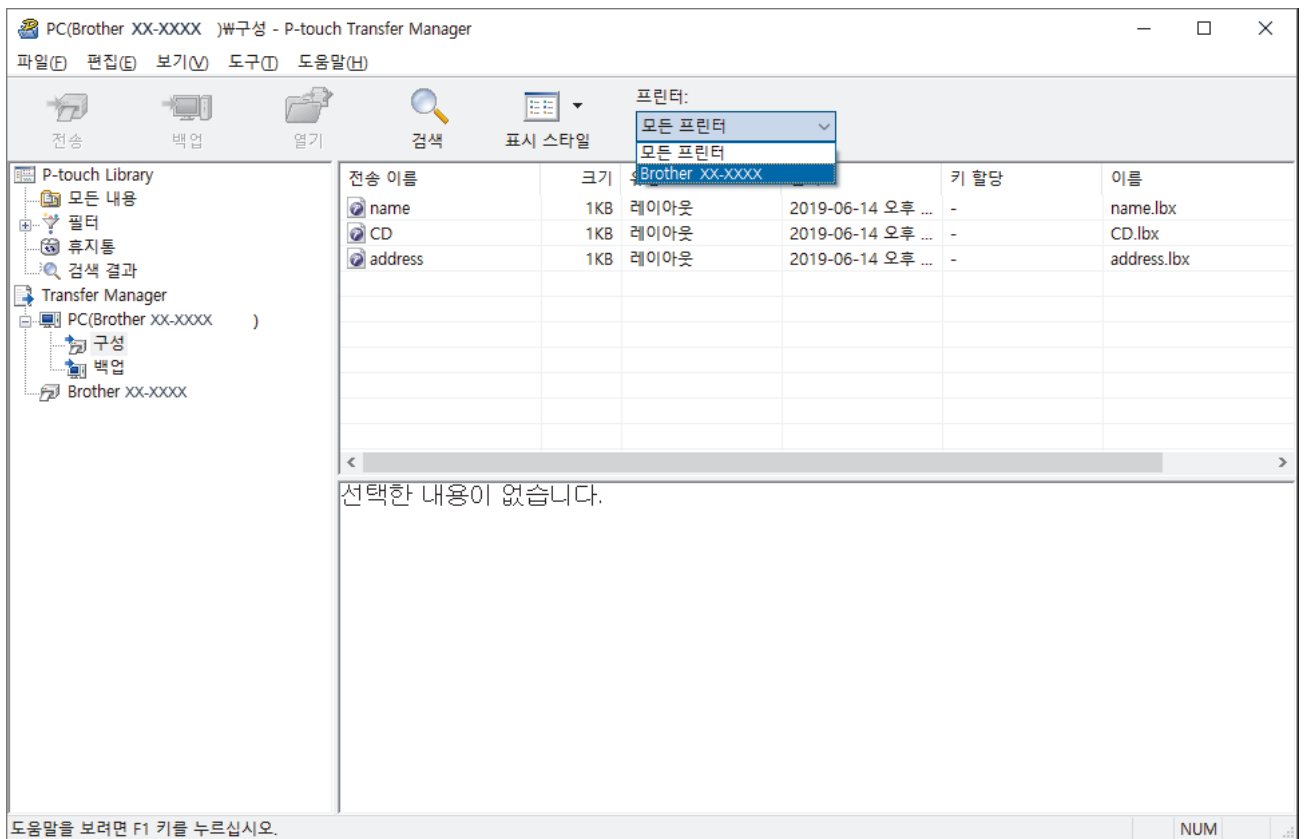 PC(Brother XX-XXXX )₩구성 - P-touch Transfer Manager
파일(F) 편집(E) 보기(V) 도구(T) 도움말(H)
프린터:
전송 백업 열기 검색 표시 스타일 모든 프린터
모든 프린터
Brother XX-XXXX
P-touch Library
모든 내용
필터
휴지통
검색 결과
Transfer Manager
PC(Brother XX-XXXX )
구성
백업
Brother XX-XXXX
전송 이름 크기 키 할당 이름
name 1KB 레이아웃 2019-06-14 오후 ... - name.lbx
CD 1KB 레이아웃 2019-06-14 오후 ... - CD.lbx
address 1KB 레이아웃 2019-06-14 오후 ... - address.lbx
선택한 내용이 없습니다.
도움말을 보려면 F1 키를 누르십시오. NUM